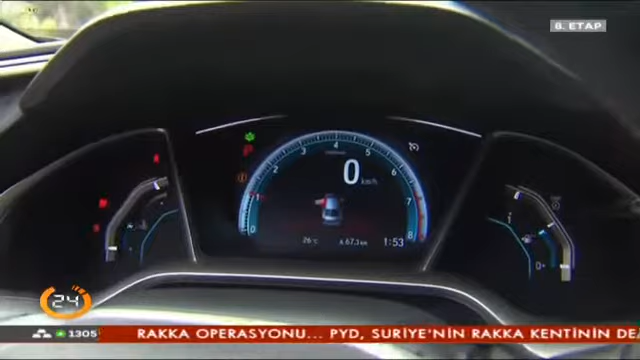 6. ETAP
0 km/h
0 1 2 3 4 5 6 7 8
26°C
1:53
24
1305
RAKKA OPERASYONU... PYD, SURİYE'NİN RAKKA KENTİNİN DE